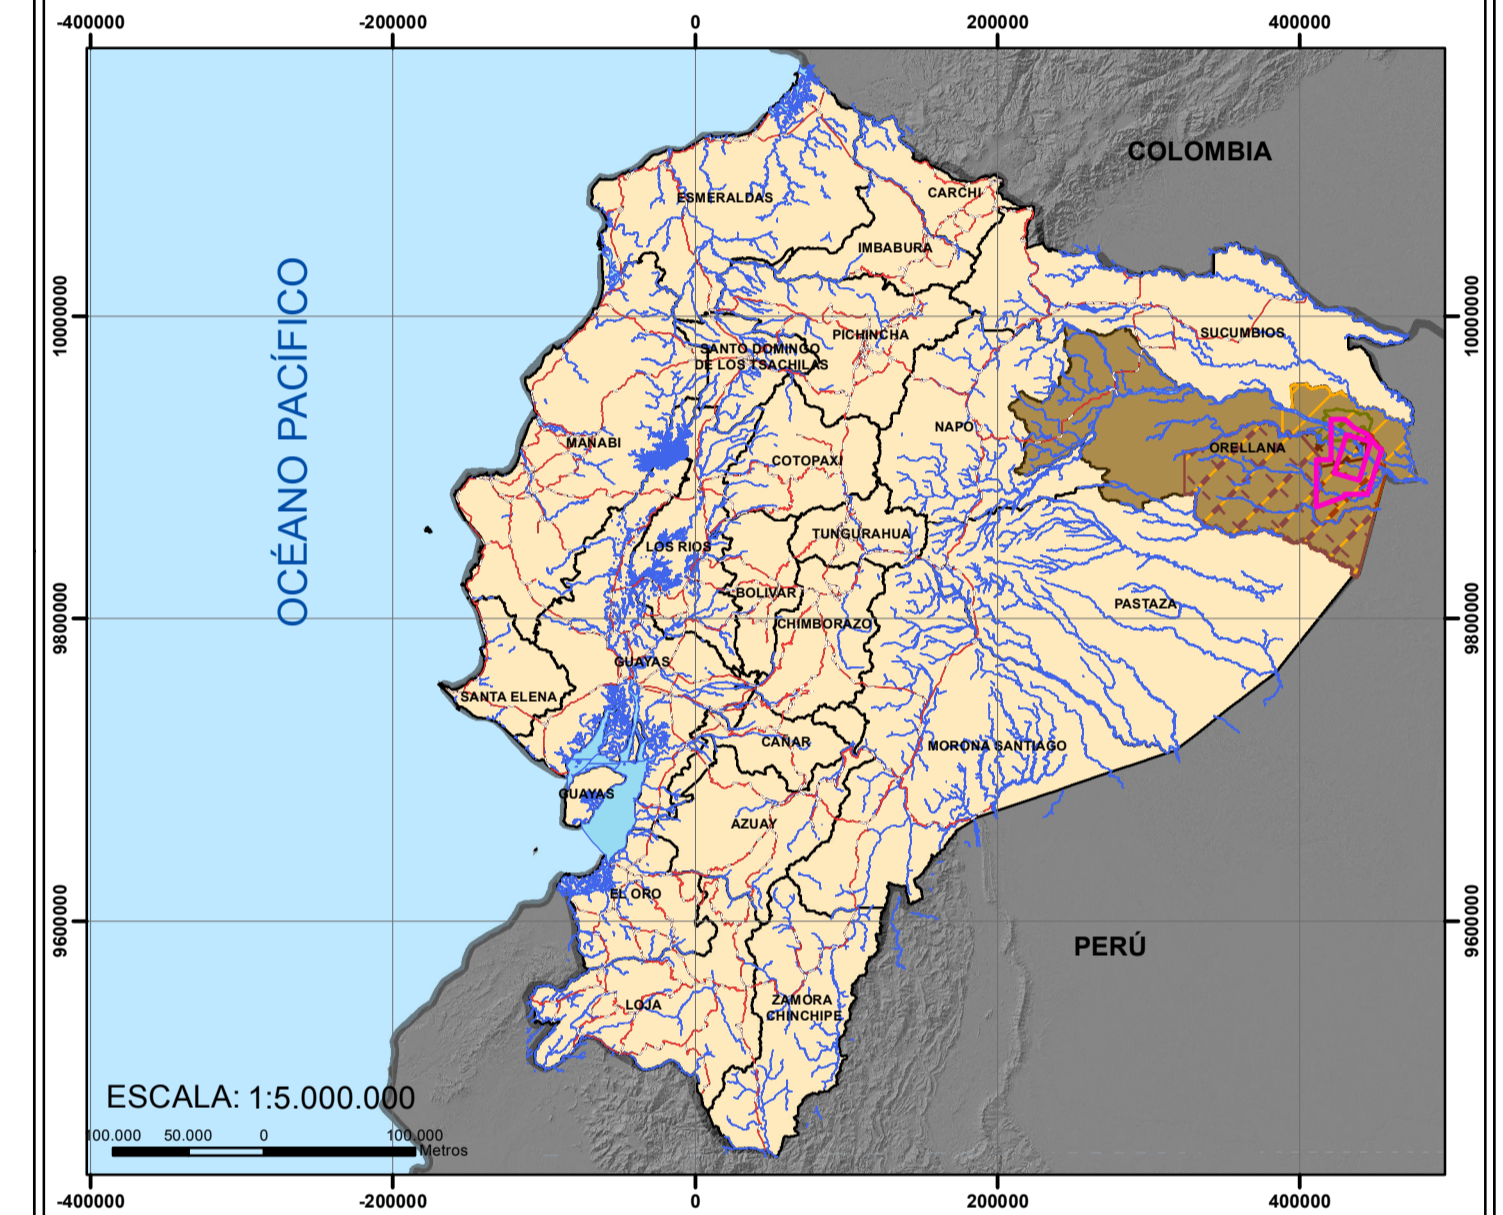 -400000 -200000 0 200000 400000
COLOMBIA
CARCHI
ESMERALDAS
IMBABURA
OCÉANO PACÍFICO
10000000
10000000
SUCUMBIOS
PICHINCHA
SANTO DOMINGO
DE LOS TSACHILAS
NAPO
MANABI
ORELLANA
COTOPAXI
TUNGURAHUA
LOS RIOS
BOLIVAR
PASTAZA
9800000
9800000
CHIMBORAZO
GUAYAS
SANTA ELENA
CAÑAR
MORONA SANTIAGO
GUAYAS
AZUAY
EL ORO
9600000
9600000
PERÚ
LOJA
ZAMORA
CHINCHIPE
ESCALA: 1:5.000.000
100.000 50.000 0 100.000
Metros
-400000 -200000 0 200000 400000